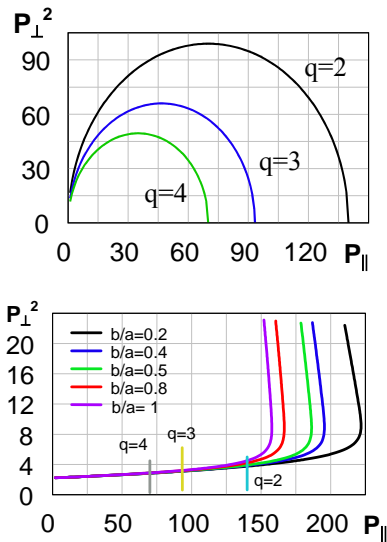 P⊥²
90
60
30
0
q=2
q=3
q=4
0 30 60 90 120 P∥
P⊥²
20
16
12
8
4
0
b/a=0.2
b/a=0.4
b/a=0.5
b/a=0.8
b/a= 1
q=3
q=4
q=2
0 50 100 150 200 P∥